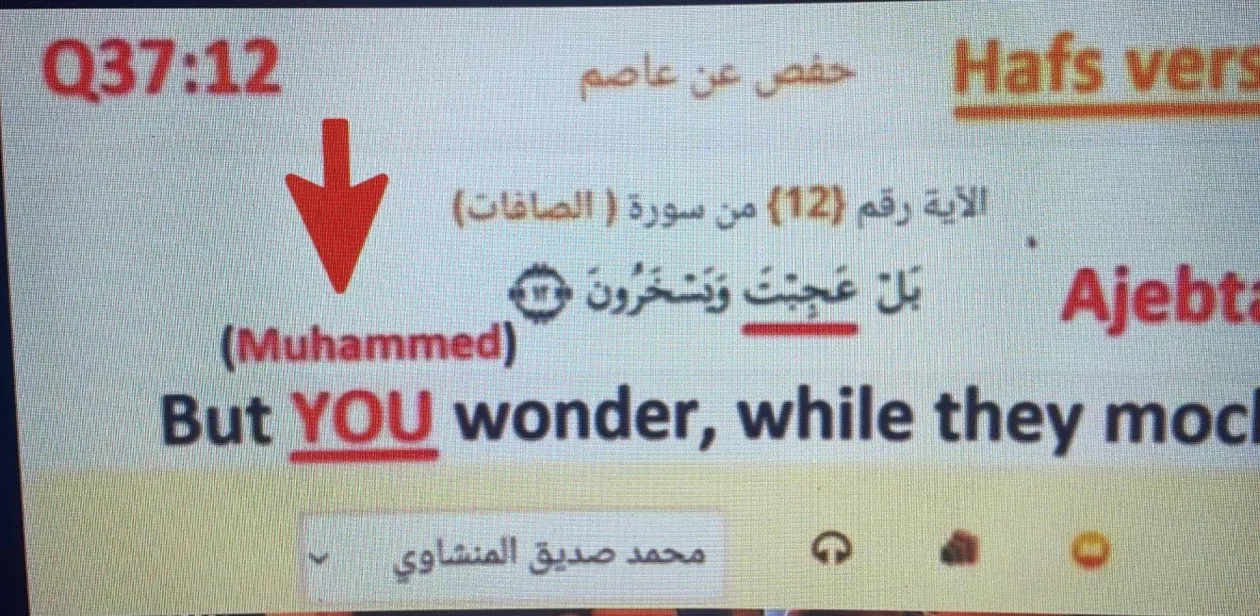 Q37:12
حفص عن عاصم
Hafs vers
الآية رقم {12} من سورة ( الصافات)
بَلْ عَجِبْتَ وَيَسْخَرُونَ ١٢
Ajebta
(Muhammed)
But YOU wonder, while they moc
محمد صديق المنشاوي